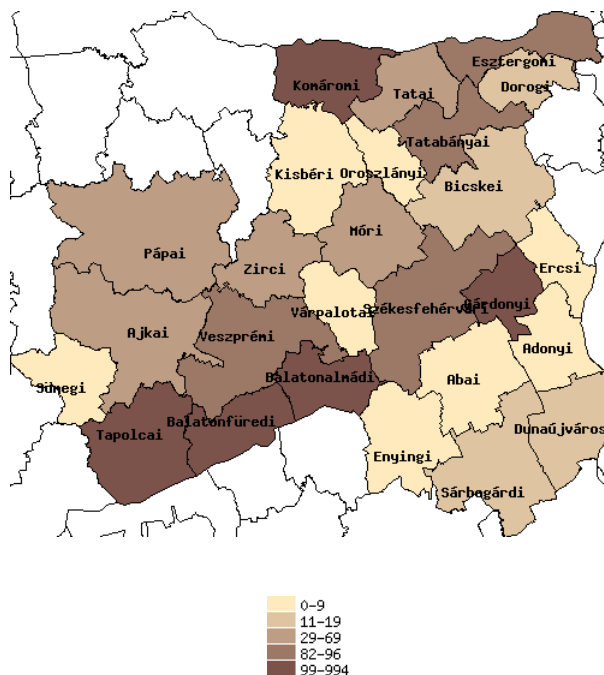 Esztergomi
Komáromi
Dorogi
Tatai
Tatabányai
Kisbéri
Oroszlányi
Bicskei
Móri
Pápai
Zirci
Ercsi
Gárdonyi
Várpalotai
Székesfehérvári
Ajkai
Veszprémi
Adonyi
Balatonalmádi
Abai
Sümegi
Balatonfüredi
Dunaújváros
Tapolcai
Enyingi
Sárbogárdi
0-9
11-19
29-69
82-96
99-994